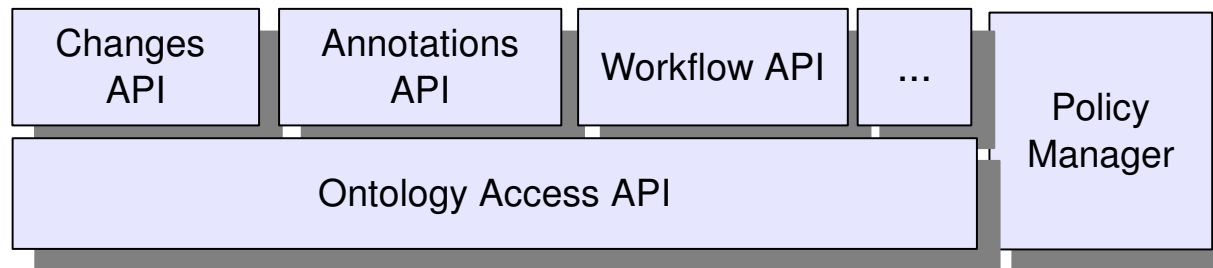 Changes
API
Annotations
API
Workflow API
...
Policy
Manager
Ontology Access API